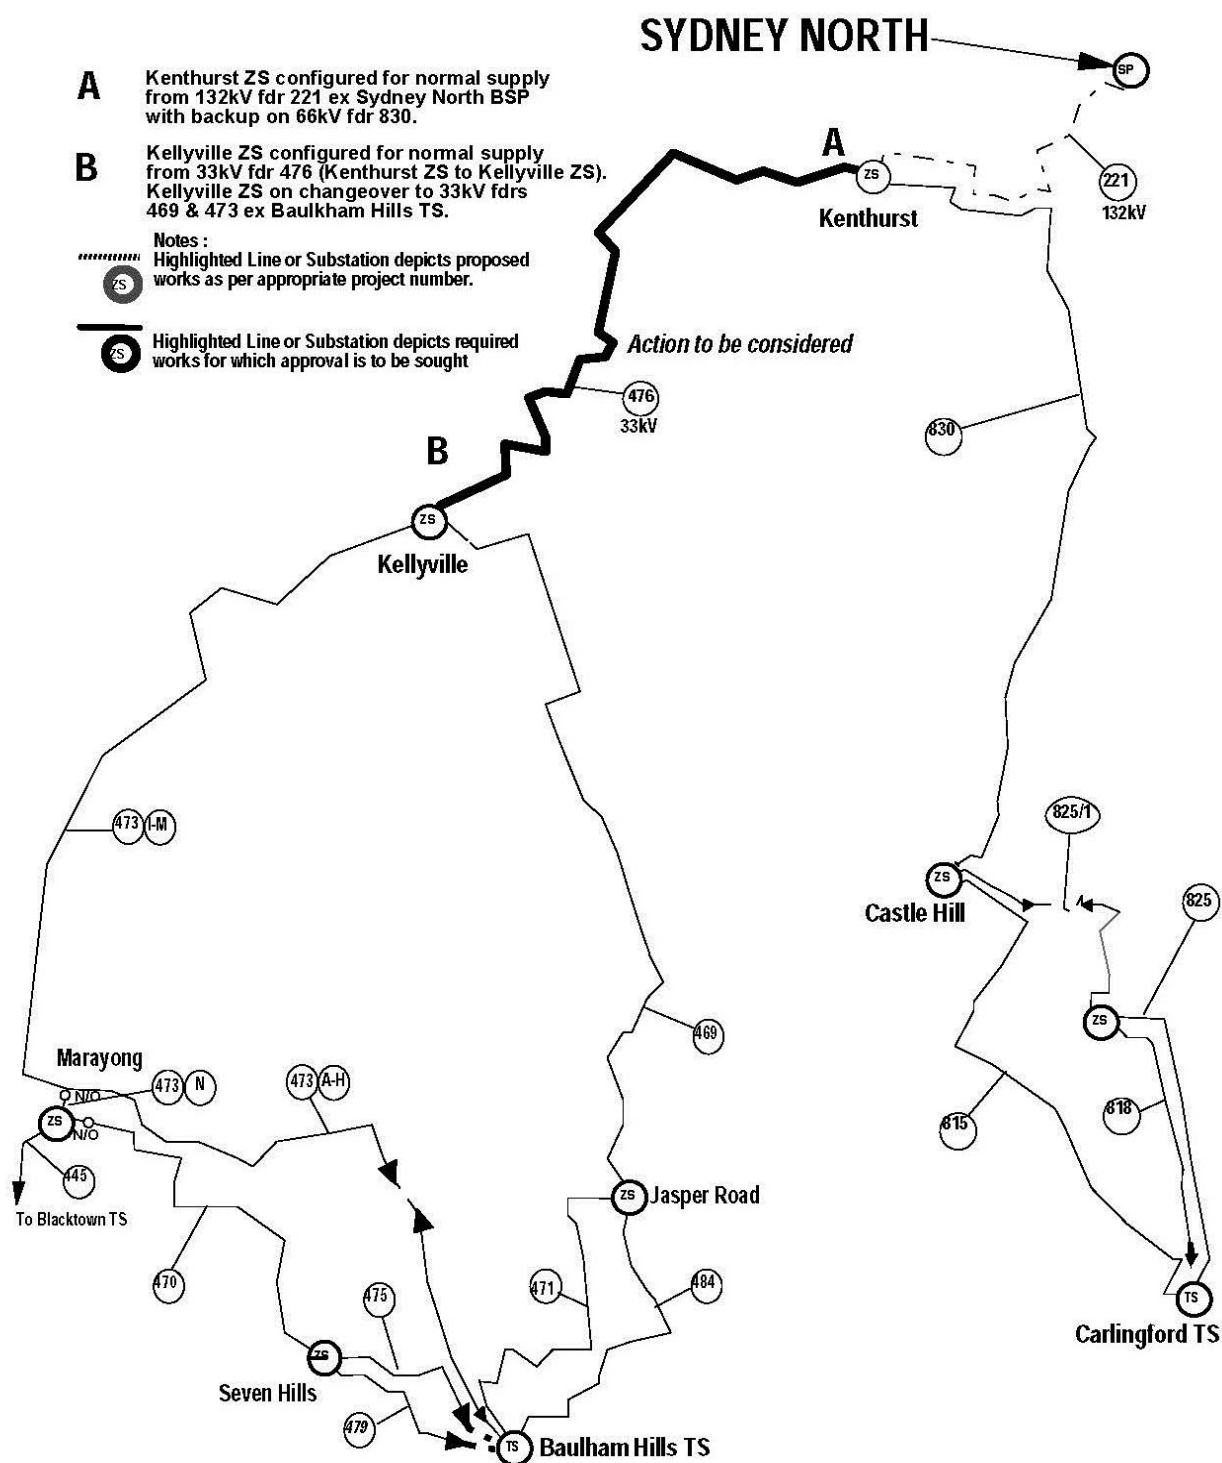 SYDNEY NORTH
SP
A
Kenthurst ZS configured for normal supply
from 132kV fdr 221 ex Sydney North BSP
with backup on 66kV fdr 830.
B
Kellyville ZS configured for normal supply
from 33kV fdr 476 (Kenthurst ZS to Kellyville ZS).
Kellyville ZS on changeover to 33kV fdrs
469 & 473 ex Baulkham Hills TS.
Notes :
ZS
Highlighted Line or Substation depicts proposed
works as per appropriate project number.
ZS
Highlighted Line or Substation depicts required
works for which approval is to be sought
A
ZS
Kenthurst
221
132kV
Action to be considered
476
33kV
830
B
ZS
Kellyville
473 I-M
825/1
ZS
Castle Hill
825
ZS
469
Marayong
473 N
473 A-H
N/O
ZS
N/O
815
818
445
To Blacktown TS
ZS
Jasper Road
470
475
471
484
TS
Carlingford TS
ZS
Seven Hills
479
TS
Baulham Hills TS